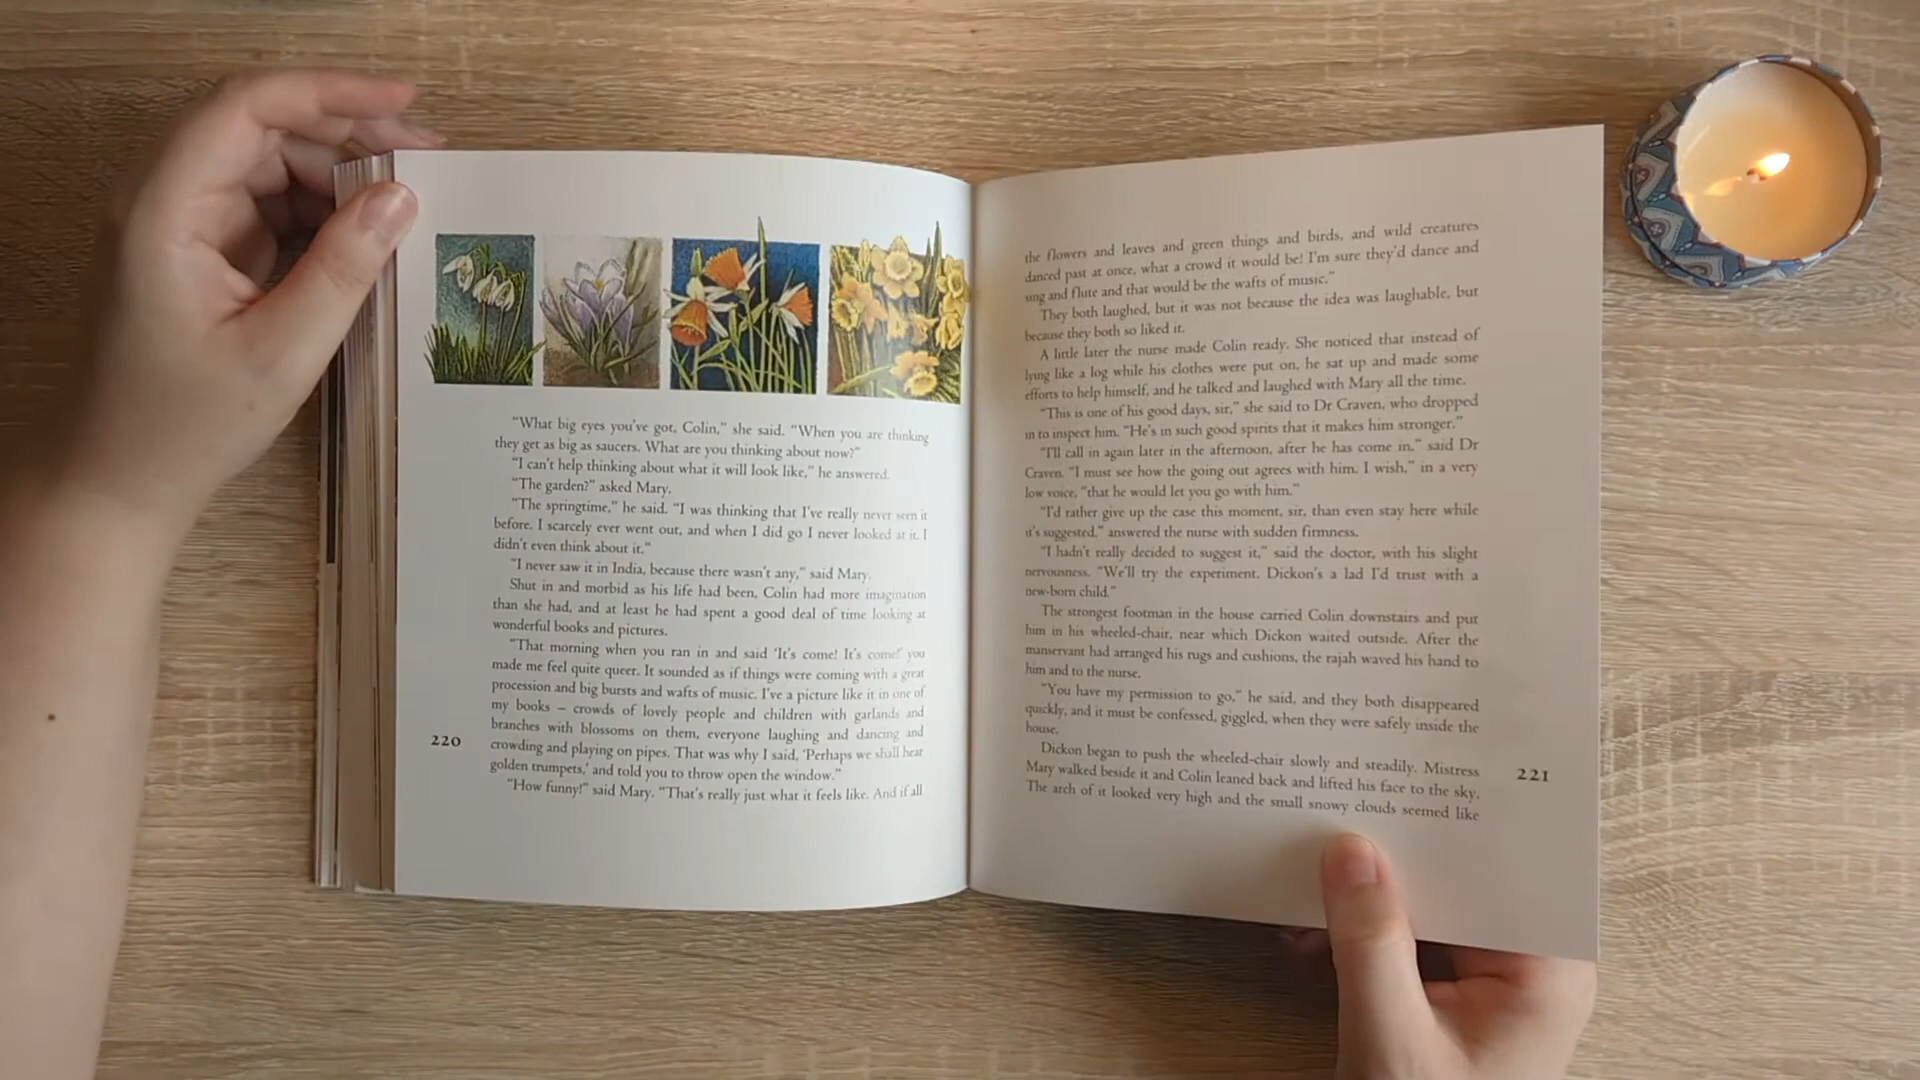 “What big eyes you’ve got, Colin,” she said. “When you are thinking
they get as big as saucers. What are you thinking about now?”
“I can’t help thinking about what it will look like,” he answered.
“The garden?” asked Mary.
“The springtime,” he said. “I was thinking that I’ve really never seen it
before. I scarcely ever went out, and when I did go I never looked at it. I
didn’t even think about it.”
“I never saw it in India, because there wasn’t any,” said Mary.
Shut in and morbid as his life had been, Colin had more imagination
than she had, and at least he had spent a good deal of time looking at
wonderful books and pictures.
“That morning when you ran in and said ‘It’s come! It’s come!’ you
made me feel quite queer. It sounded as if things were coming with a great
procession and big bursts and wafts of music. I’ve a picture like it in one of
my books – crowds of lovely people and children with garlands and
branches with blossoms on them, everyone laughing and dancing and
crowding and playing on pipes. That was why I said, ‘Perhaps we shall hear
golden trumpets,’ and told you to throw open the window.”
“How funny!” said Mary. “That’s really just what it feels like. And if all
220
the flowers and leaves and green things and birds, and wild creatures
danced past at once, what a crowd it would be! I’m sure they’d dance and
sing and flute and that would be the wafts of music.”
They both laughed, but it was not because the idea was laughable, but
because they both so liked it.
A little later the nurse made Colin ready. She noticed that instead of
lying like a log while his clothes were put on, he sat up and made some
efforts to help himself, and he talked and laughed with Mary all the time.
“This is one of his good days, sir,” she said to Dr Craven, who dropped
in to inspect him. “He’s in such good spirits that it makes him stronger.”
“I’ll call in again later in the afternoon, after he has come in,” said Dr
Craven. “I must see how the going out agrees with him. I wish,” in a very
low voice, “that he would let you go with him.”
“I’d rather give up the case this moment, sir, than even stay here while
it’s suggested,” answered the nurse with sudden firmness.
“I hadn’t really decided to suggest it,” said the doctor, with his slight
nervousness. “We’ll try the experiment. Dickon’s a lad I’d trust with a
new-born child.”
The strongest footman in the house carried Colin downstairs and put
him in his wheeled-chair, near which Dickon waited outside. After the
manservant had arranged his rugs and cushions, the rajah waved his hand to
him and to the nurse.
“You have my permission to go,” he said, and they both disappeared
quickly, and it must be confessed, giggled, when they were safely inside the
house.
Dickon began to push the wheeled-chair slowly and steadily. Mistress
Mary walked beside it and Colin leaned back and lifted his face to the sky.
The arch of it looked very high and the small snowy clouds seemed like
221